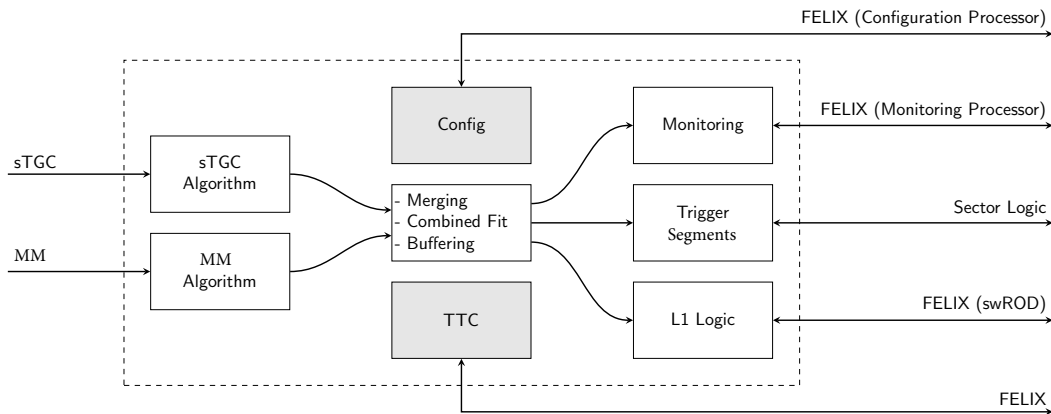 FELIX (Configuration Processor)
Config
Monitoring
FELIX (Monitoring Processor)
sTGC
sTGC
Algorithm
- Merging
- Combined Fit
- Buffering
Trigger
Segments
Sector Logic
MM
MM
Algorithm
TTC
L1 Logic
FELIX (swROD)
FELIX